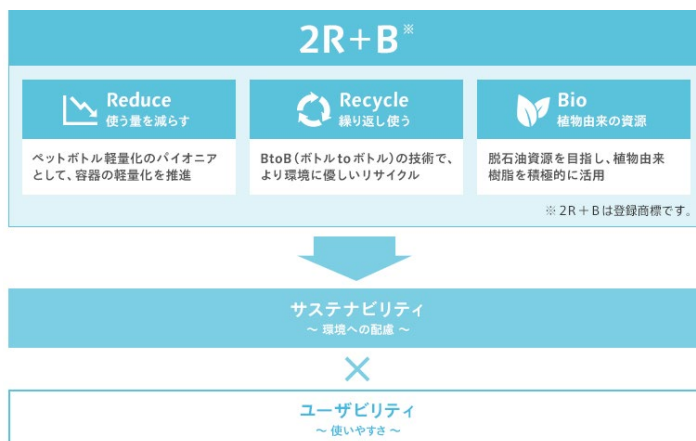 2R+B※
Reduce
使う量を減らす
ペットボトル軽量化のパイオニア
として、容器の軽量化を推進
Recycle
繰り返し使う
BtoB（ボトルtoボトル）の技術で、
より環境に優しいリサイクル
Bio
植物由来の資源
脱石油資源を目指し、植物由来
樹脂を積極的に活用
※2R+Bは登録商標です。
サステナビリティ
～ 環境への配慮 ～
×
ユーザビリティ
～ 使いやすさ ～